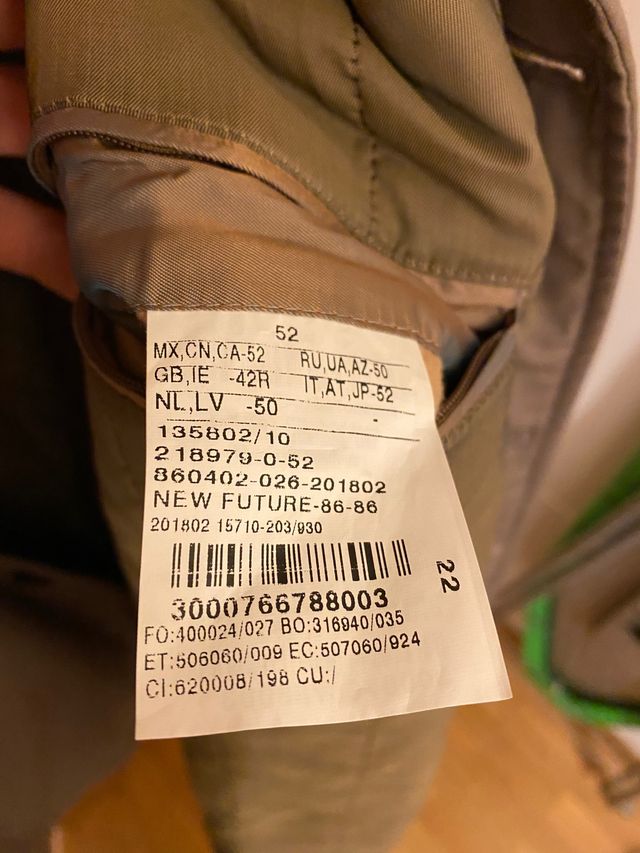 52
MX,CN,CA-52 RU,UA,AZ-50
GB,IE -42R IT,AT,JP-52
NL,LV -50 -
135802/10
218979-0-52
860402-026-201802
NEW FUTURE-86-86
201802 15710-203/930
22
3000766788003
FO:400024/027 BO:316940/035
ET:506060/009 EC:507060/924
CI:620008/198 CU:/